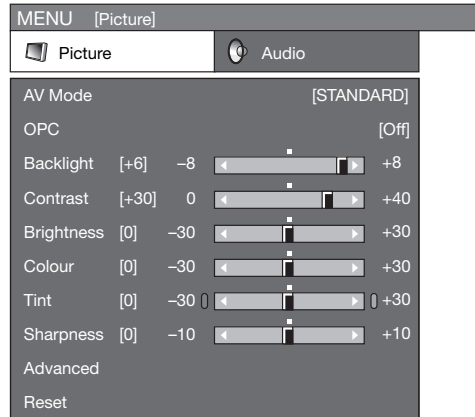 MENU [Picture]
Picture Audio
AV Mode [STANDARD]
OPC [Off]
Backlight [+6] –8 +8
Contrast [+30] 0 +40
Brightness [0] –30 +30
Colour [0] –30 +30
Tint [0] –30 +30
Sharpness [0] –10 +10
Advanced
Reset